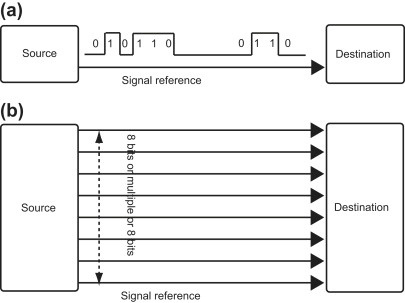 (a)
Source
0 1 0 1 1 0 0 1 1 0
Destination
Signal reference
(b)
8 bits or multiple or 8 bits
Source
Destination
Signal reference